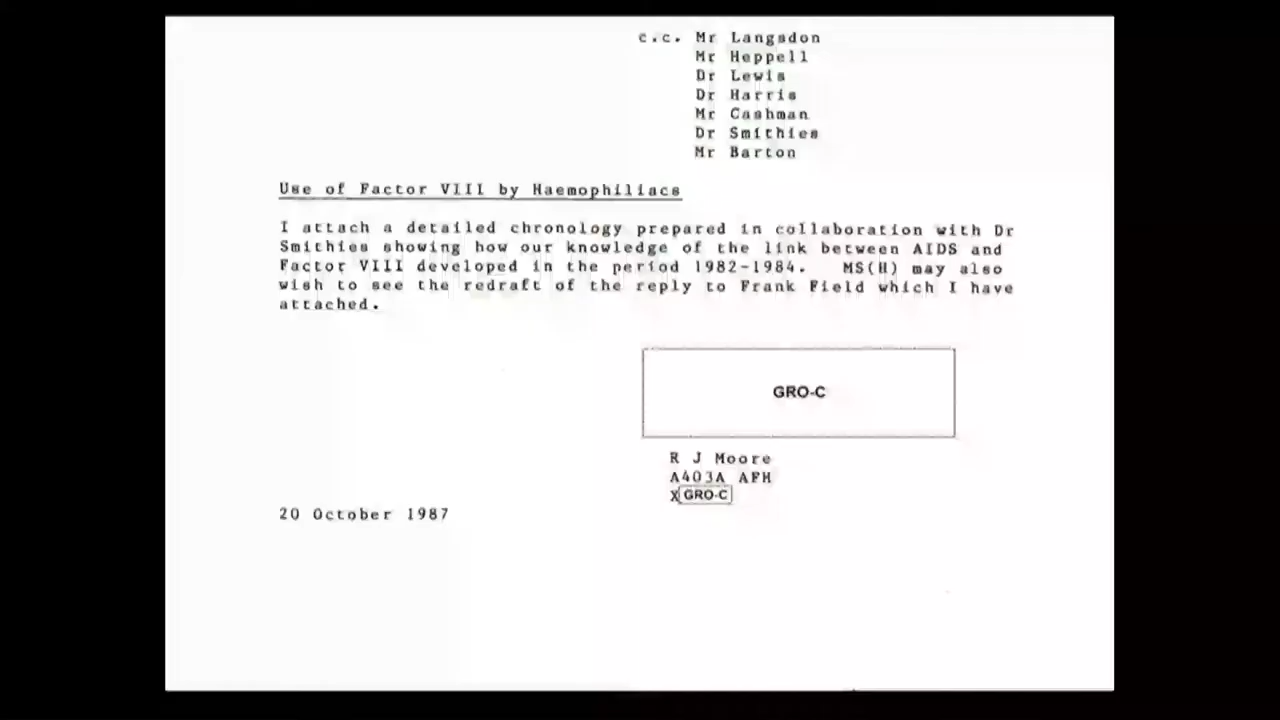 c.c. Mr Langsdon
Mr Heppell
Dr Lewis
Dr Harris
Mr Cashman
Dr Smithies
Mr Barton
Use of Factor VIII by Haemophiliacs
I attach a detailed chronology prepared in collaboration with Dr
Smithies showing how our knowledge of the link between AIDS and
Factor VIII developed in the period 1982-1984. MS(H) may also
wish to see the redraft of the reply to Frank Field which I have
attached.
GRO-C
R J Moore
A403A AFH
X GRO-C
20 October 1987